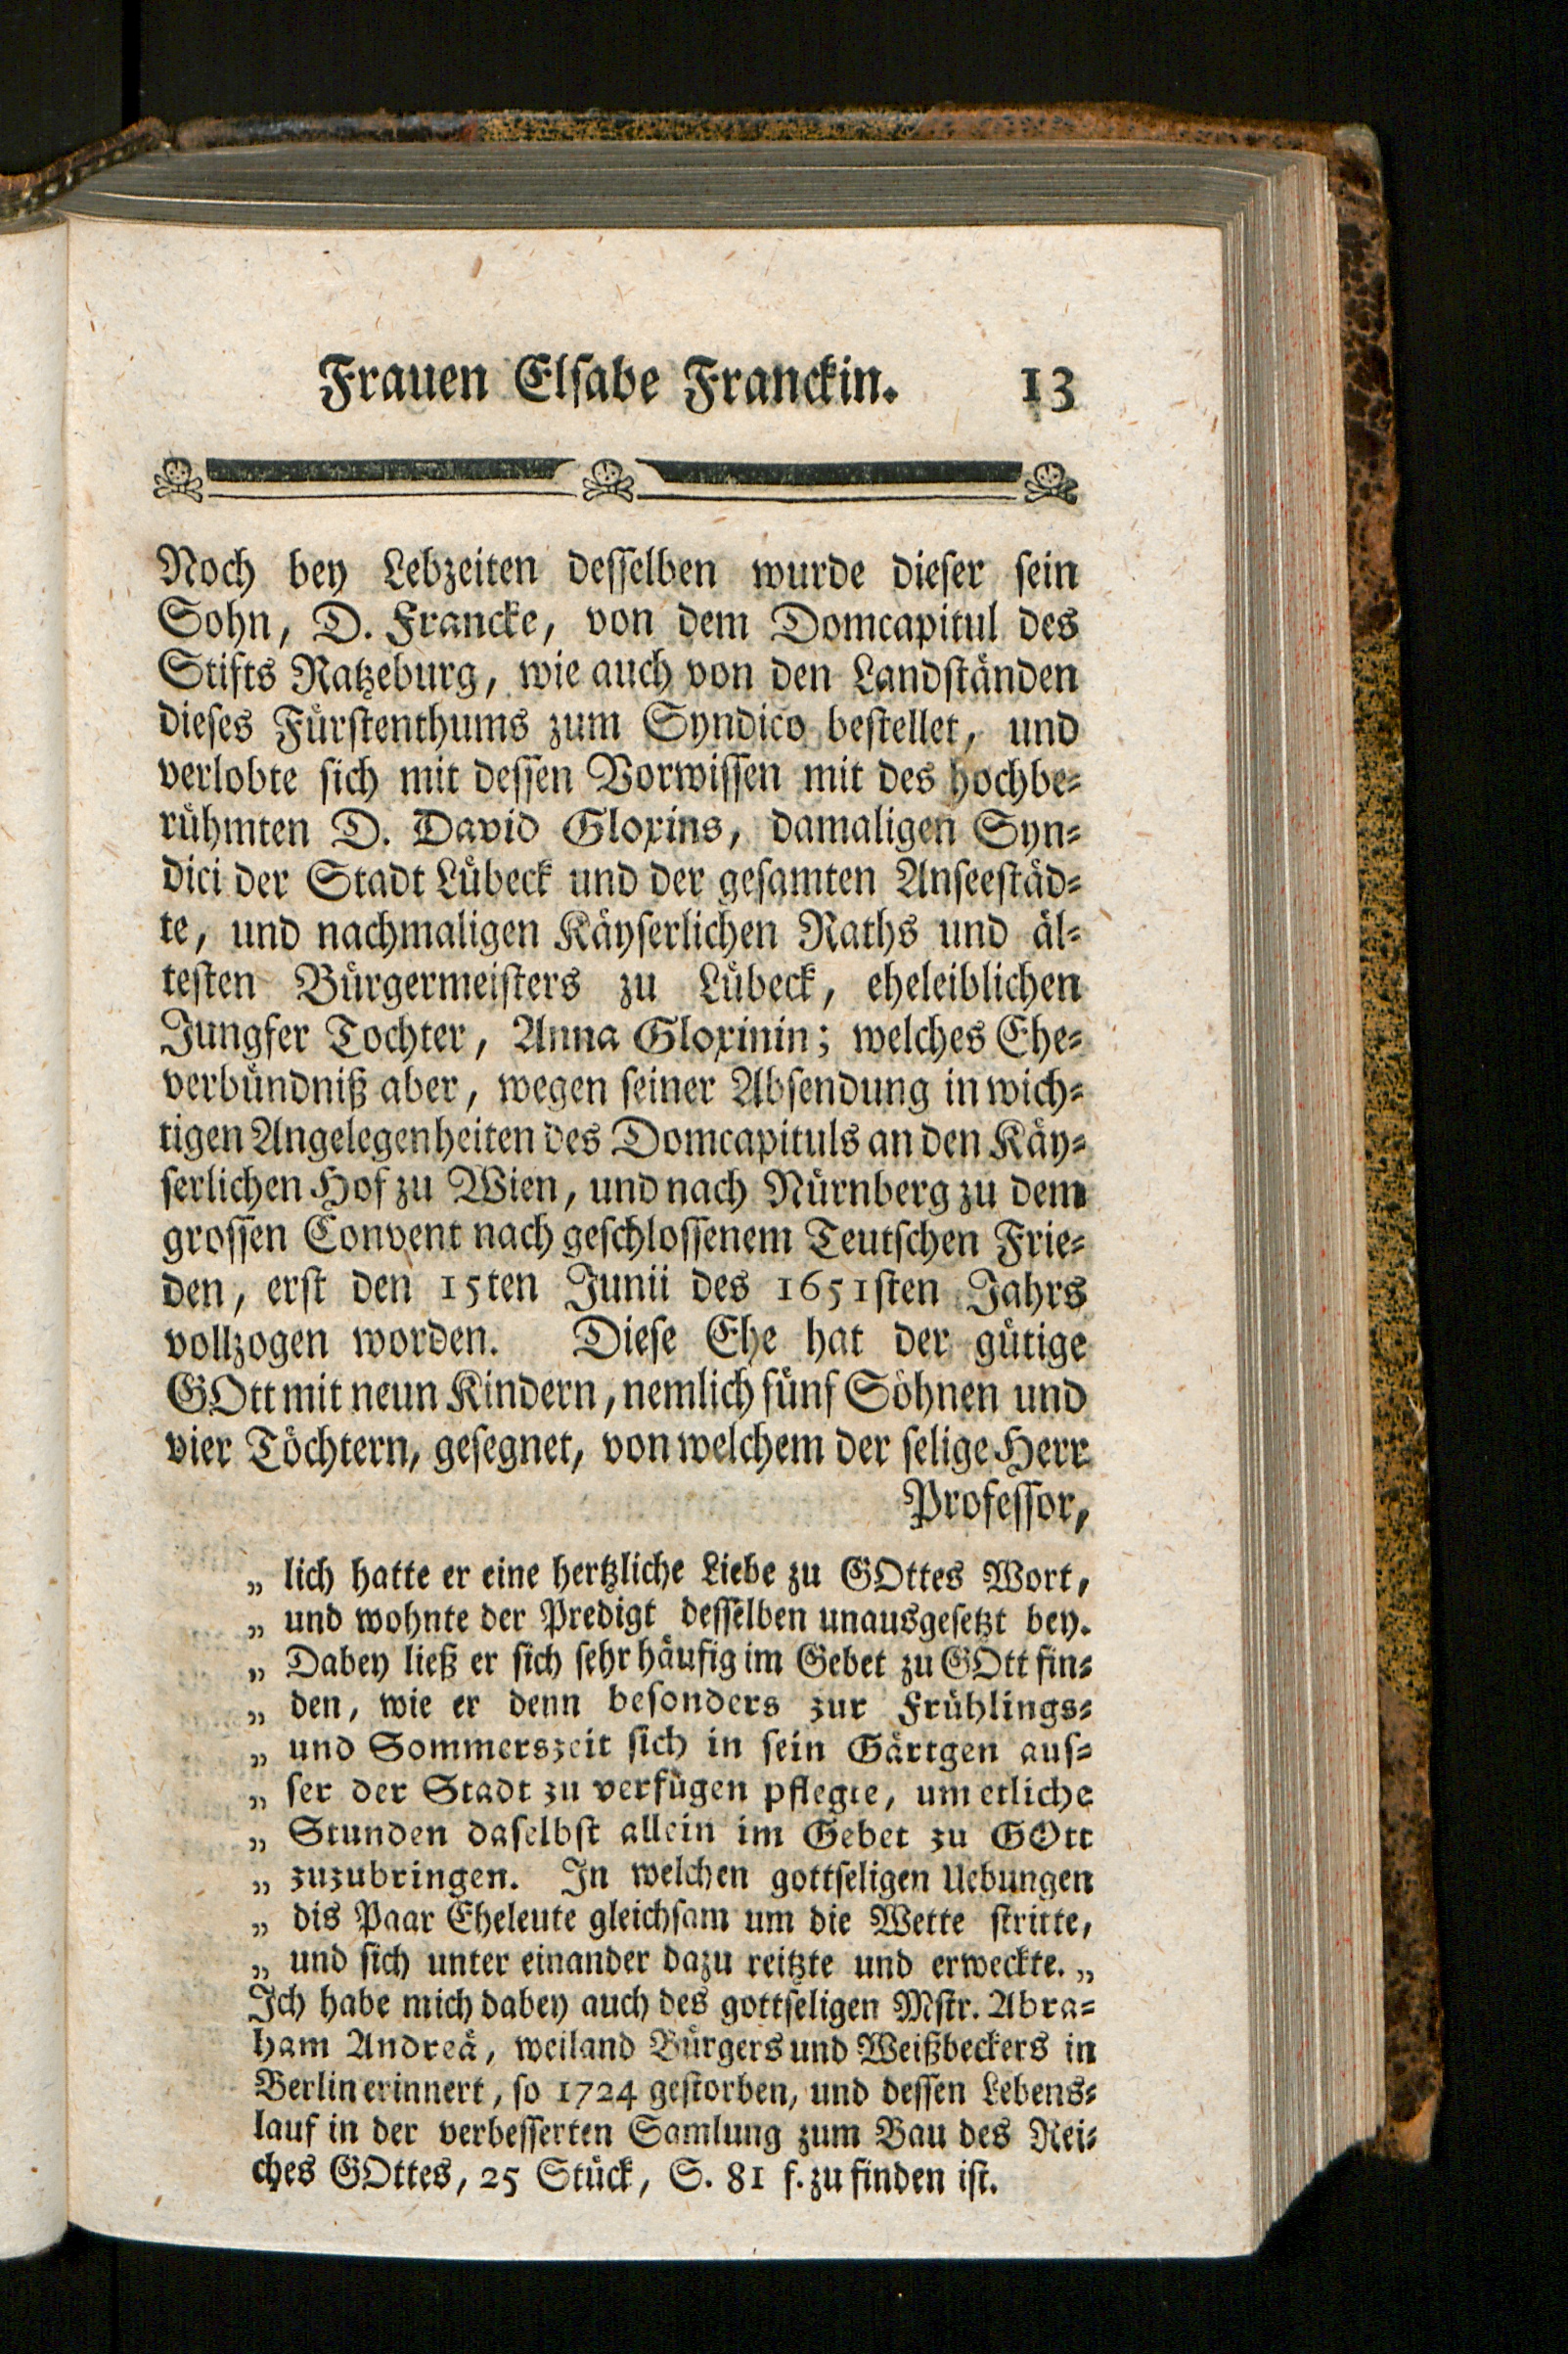 Frauen Elsabe Franckin. 13
Noch bey Lebzeiten desselben wurde dieser sein
Sohn, D. Francke, von dem Domcapitul des
Stifts Ratzeburg, wie auch von den Landständen
dieses Fürstenthums zum Syndico bestellet, und
verlobte sich mit dessen Vorwissen mit des hochbe-
rühmten D. David Gloxins, damaligen Syn-
dici der Stadt Lübeck und der gesamten Anseestäd-
te, und nachmaligen Käyserlichen Raths und äl-
testen Bürgermeisters zu Lübeck, eheleiblichen
Jungfer Tochter, Anna Gloxinin; welches Ehe-
verbündniß aber, wegen seiner Absendung in wich-
tigen Angelegenheiten des Domcapituls an den Käy-
serlichen Hof zu Wien, und nach Nürnberg zu dem
grossen Convent nach geschlossenem Teutschen Frie-
den, erst den 15ten Junii des 1651sten Jahrs
vollzogen worden. Diese Ehe hat der gütige
GOtt mit neun Kindern, nemlich fünf Söhnen und
vier Töchtern, gesegnet, von welchem der selige Herr
Professor,
„ lich hatte er eine hertzliche Liebe zu GOttes Wort,
„ und wohnte der Predigt desselben unausgesetzt bey.
„ Dabey ließ er sich sehr häufig im Gebet zu GOtt fin-
„ den, wie er denn besonders zur Frühlings-
„ und Sommerszeit sich in sein Gärtgen aus-
„ ser der Stadt zu verfügen pflegte, um etliche
„ Stunden daselbst allein im Gebet zu GOtt
„ zuzubringen. In welchen gottseligen Uebungen
„ dis Paar Eheleute gleichsam um die Wette stritte,
„ und sich unter einander dazu reitzte und erweckte. „
Ich habe mich dabey auch des gottseligen Mstr. Abra-
ham Andreä, weiland Bürgers und Weißbeckers in
Berlin erinnert, so 1724 gestorben, und dessen Lebens-
lauf in der verbesserten Samlung zum Bau des Rei-
ches GOttes, 25 Stück, S. 81 f. zu finden ist.